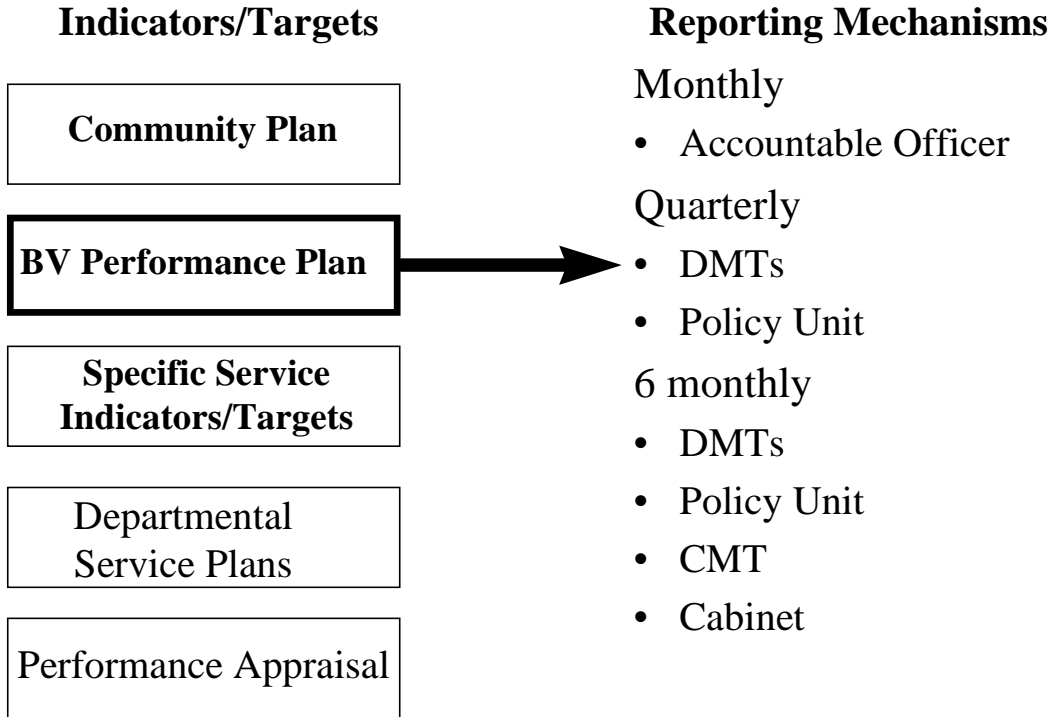 Indicators/Targets
Community Plan
BV Performance Plan
Specific Service
Indicators/Targets
Departmental
Service Plans
Performance Appraisal
Reporting Mechanisms
Monthly
• Accountable Officer
Quarterly
• DMTs
• Policy Unit
6 monthly
• DMTs
• Policy Unit
• CMT
• Cabinet